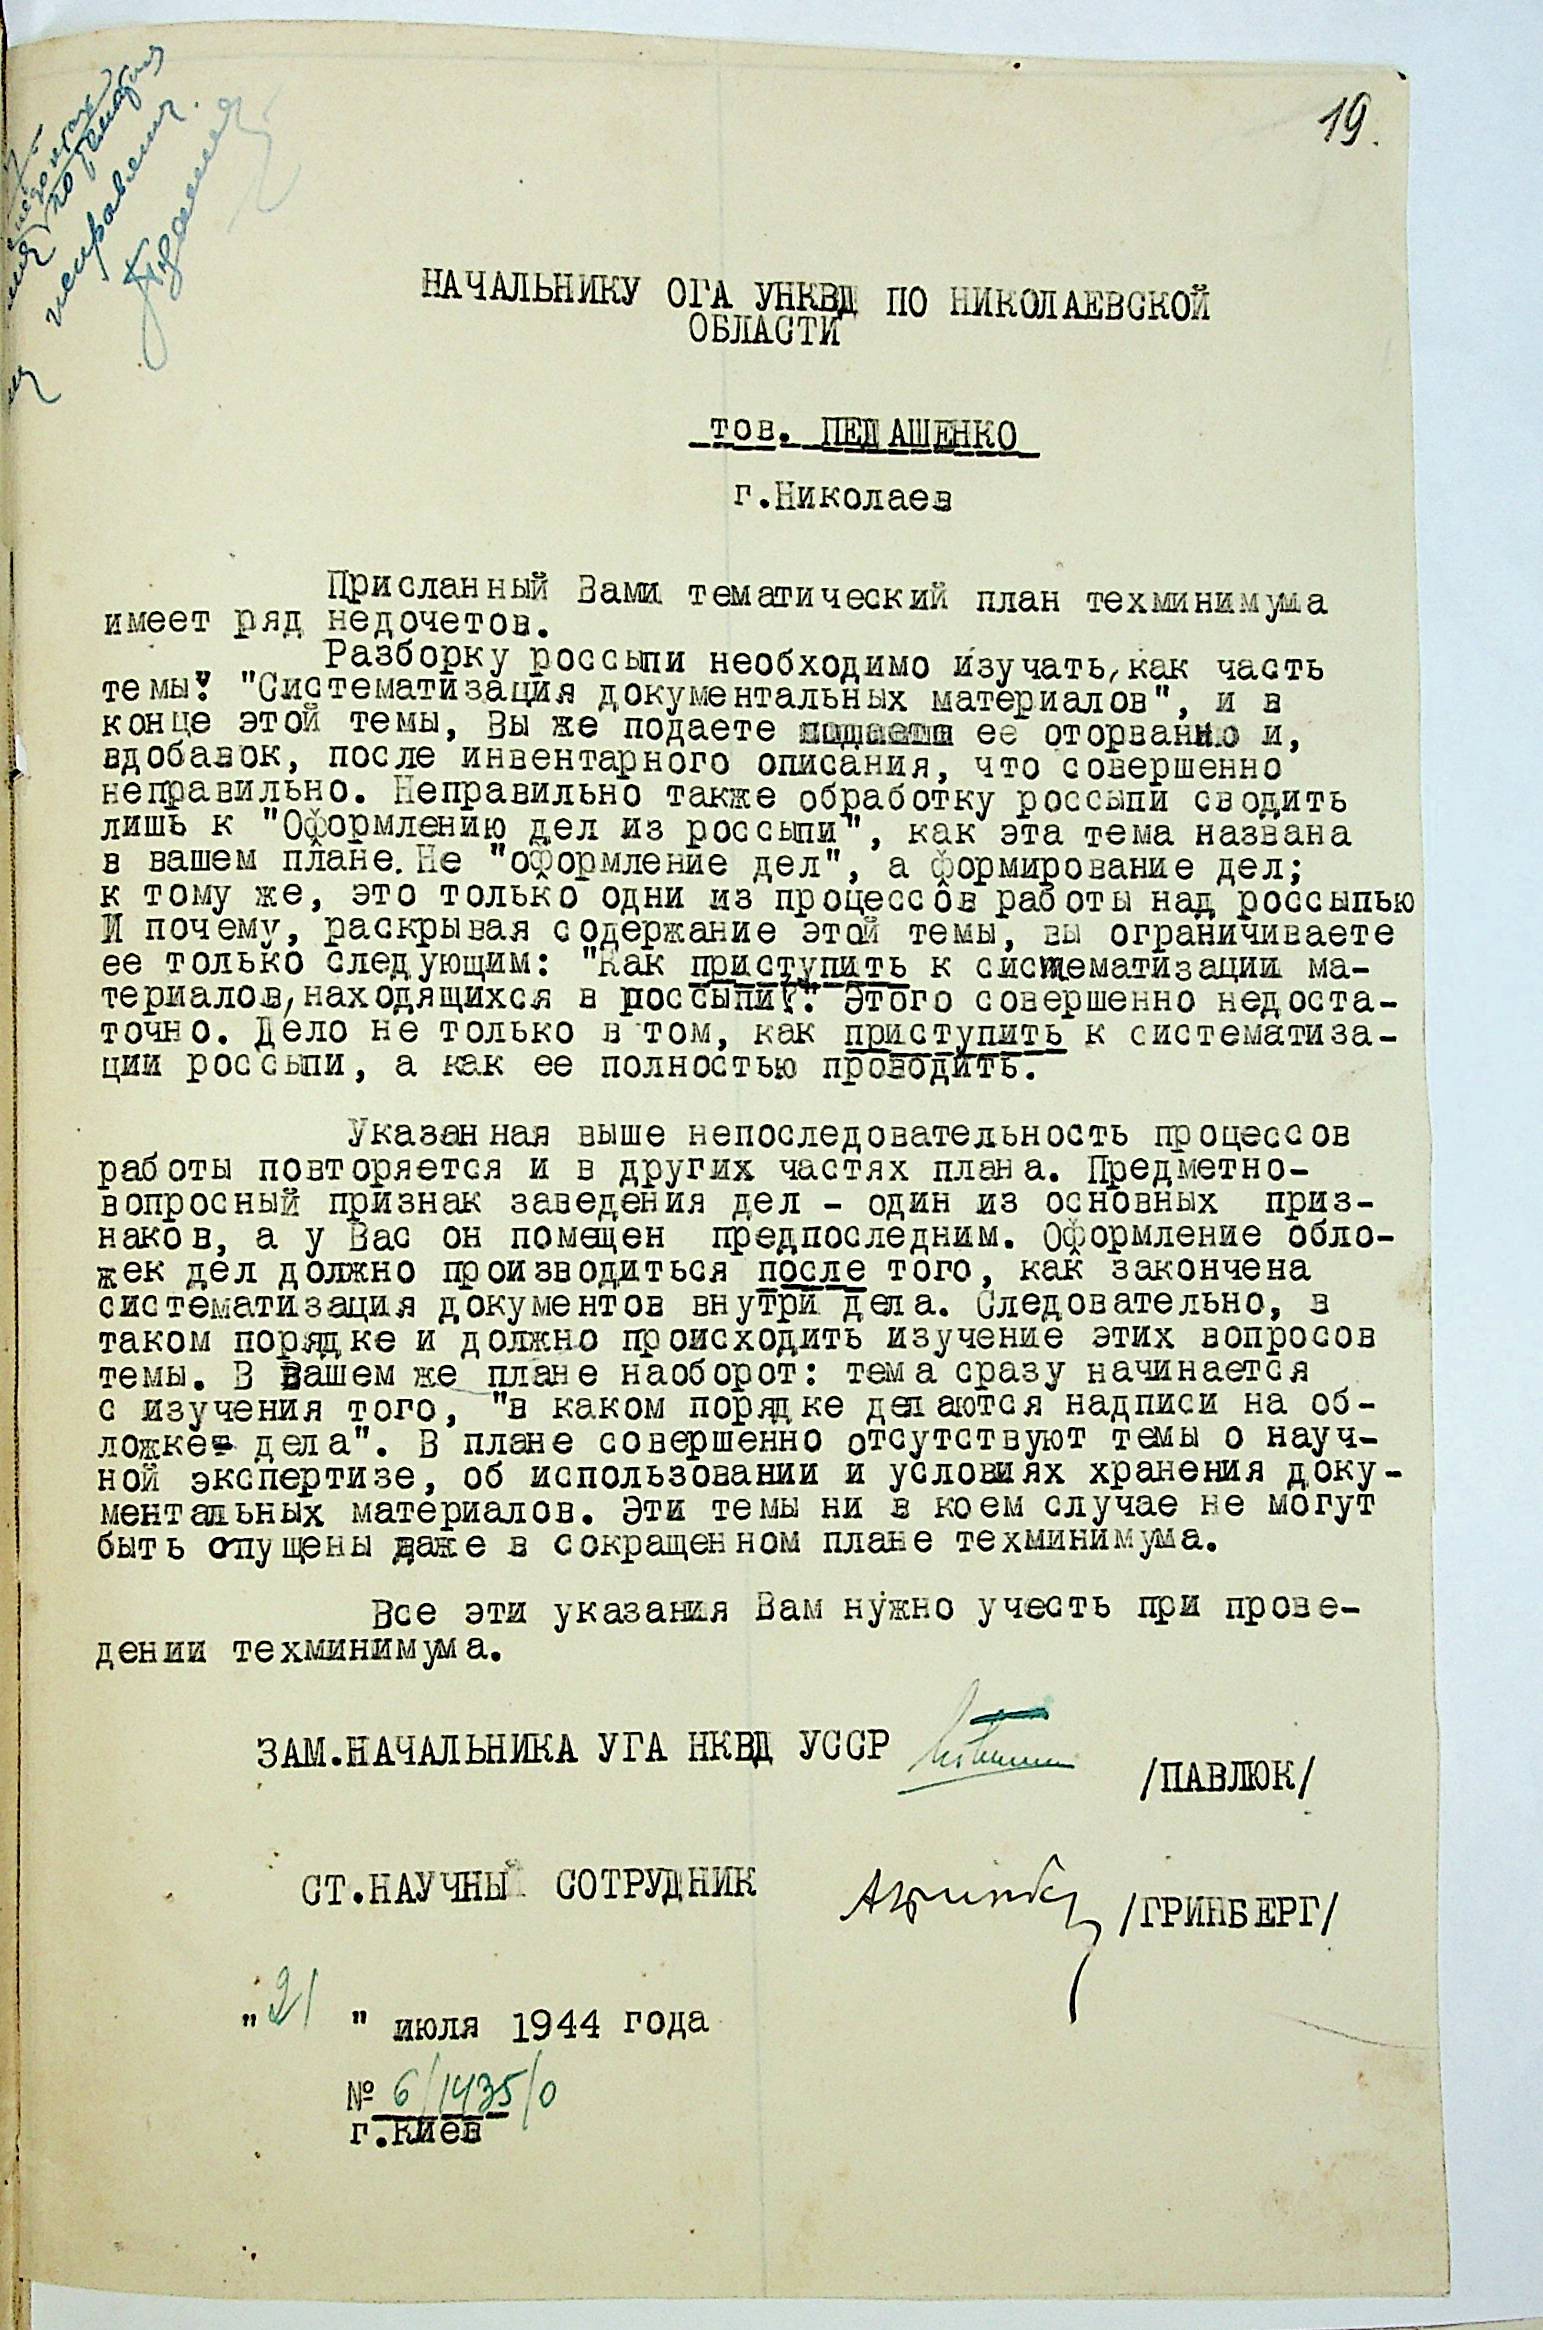 19.
исправлении
НАЧАЛЬНИКУ ОГА УНКВД ПО НИКОЛАЕВСКОЙ
ОБЛАСТИ
тов. ПЕДАШЕНКО
г.Николаев
Присланный Вами тематический план техминимума
имеет ряд недочетов.
Разборку россыпи необходимо изучать, как часть
темы: "Систематизация документальных материалов", и в
конце этой темы, Вы же подаете ее оторванно и,
вдобавок, после инвентарного описания, что совершенно
неправильно. Неправильно также обработку россыпи сводить
лишь к "Оформлению дел из россыпи", как эта тема названа
в вашем плане. Не "оформление дел", а формирование дел;
к тому же, это только одни из процессов работы над россыпью
И почему, раскрывая содержание этой темы, вы ограничиваете
ее только следующим: "Как приступить к систематизации ма-
териалов, находящихся в россыпи?". Этого совершенно недоста-
точно. Дело не только в том, как приступить к систематиза-
ции россыпи, а как ее полностью проводить.
Указанная выше непоследовательность процессов
работы повторяется и в других частях плана. Предметно-
вопросный признак заведения дел - один из основных приз-
наков, а у Вас он помещен предпоследним. Оформление обло-
жек дел должно производиться после того, как закончена
систематизация документов внутри дела. Следовательно, в
таком порядке и должно происходить изучение этих вопросов
темы. В Вашем же плане наоборот: тема сразу начинается
с изучения того, "в каком порядке делаются надписи на об-
ложке дела". В плане совершенно отсутствуют темы о науч-
ной экспертизе, об использовании и условиях хранения доку-
ментальных материалов. Эти темы ни в коем случае не могут
быть опущены даже в сокращенном плане техминимума.
Все эти указания Вам нужно учесть при прове-
дении техминимума.
ЗАМ.НАЧАЛЬНИКА УГА НКВД УССР /ПАВЛЮК/
СТ.НАУЧНЫЙ СОТРУДНИК /ГРИНБЕРГ/
"21" июля 1944 года
№ 6/1435/0
г.Киев